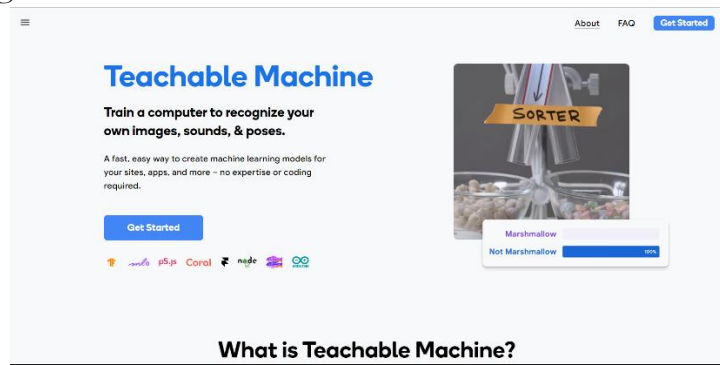 About FAQ Get Started
Teachable Machine
Train a computer to recognize your
own images, sounds, & poses.
A fast, easy way to create machine learning models for
your sites, apps, and more – no expertise or coding
required.
Get Started
p5.js Coral node
SORTER
Marshmallow
Not Marshmallow 100%
What is Teachable Machine?